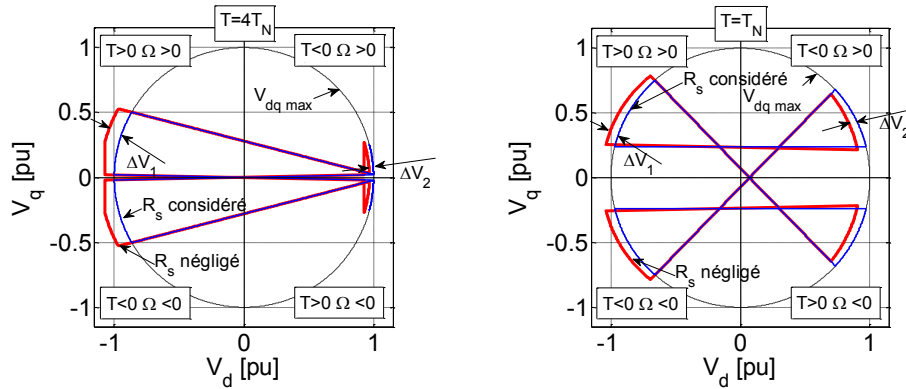 T=4T_N
T>0 Ω>0
T<0 Ω>0
V_dq max
ΔV_1
ΔV_2
R_s considéré
R_s négligé
T<0 Ω<0
T>0 Ω<0
1
0.5
0
-0.5
-1
-1
0
1
V_q [pu]
V_d [pu]
T=T_N
T>0 Ω>0
T<0 Ω>0
R_s considéré
V_dq max
ΔV_1
ΔV_2
R_s négligé
T<0 Ω<0
T>0 Ω<0
1
0.5
0
-0.5
-1
-1
0
1
V_q [pu]
V_d [pu]